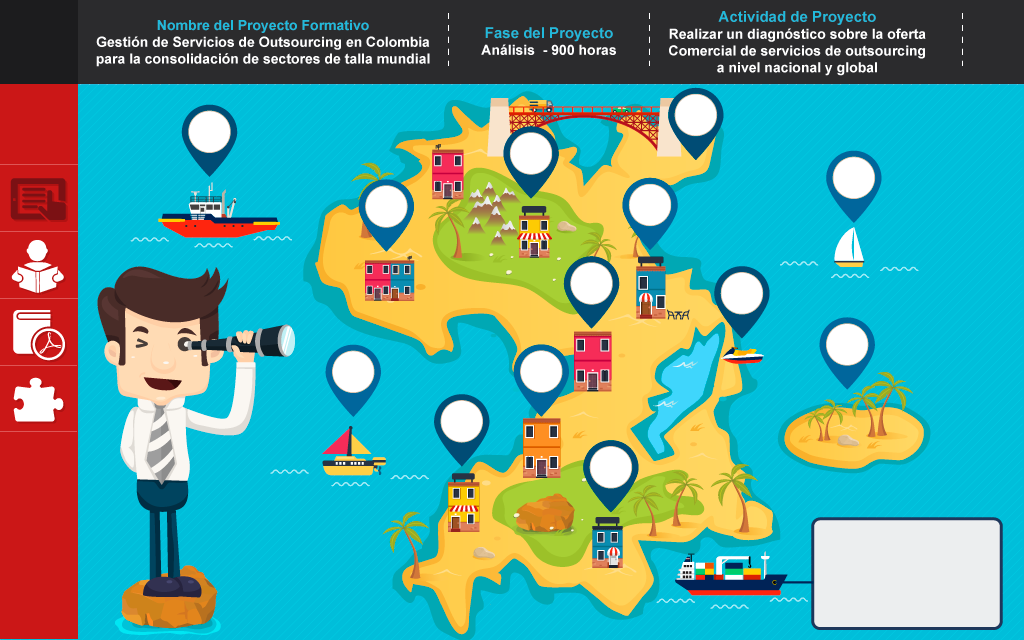 Nombre del Proyecto Formativo
Gestión de Servicios de Outsourcing en Colombia
para la consolidación de sectores de talla mundial
Fase del Proyecto
Análisis - 900 horas
Actividad de Proyecto
Realizar un diagnóstico sobre la oferta
Comercial de servicios de outsourcing
a nivel nacional y global